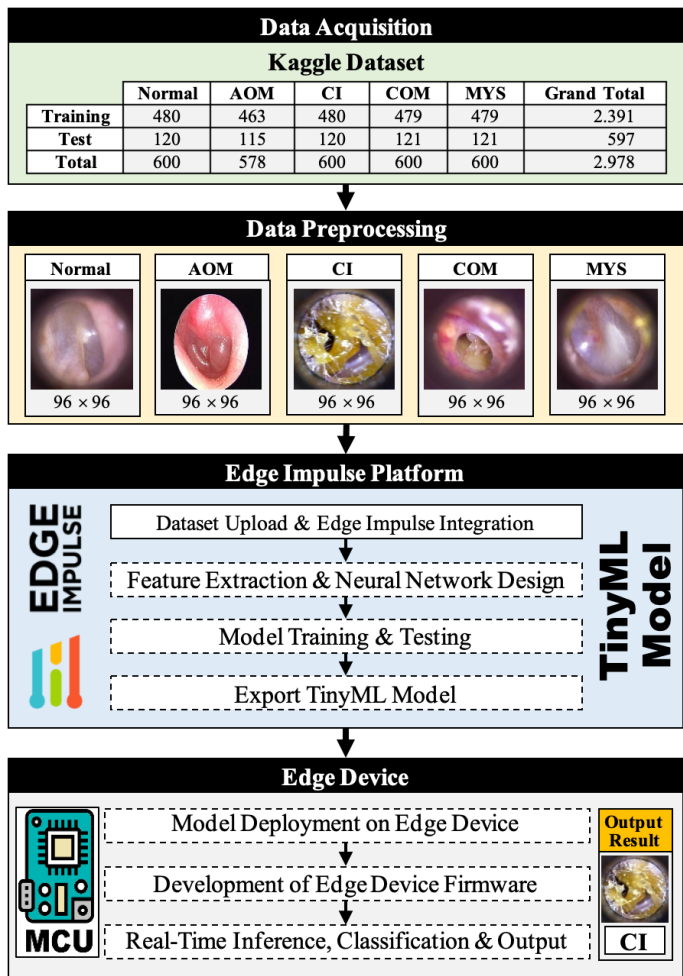 Data Acquisition
Kaggle Dataset
Normal AOM CI COM MYS Grand Total
Training 480 463 480 479 479 2.391
Test 120 115 120 121 121 597
Total 600 578 600 600 600 2.978
Data Preprocessing
Normal AOM CI COM MYS
96 × 96 96 × 96 96 × 96 96 × 96 96 × 96
Edge Impulse Platform
EDGE
IMPULSE
Dataset Upload & Edge Impulse Integration
Feature Extraction & Neural Network Design
Model Training & Testing
Export TinyML Model
TinyML
Model
Edge Device
MCU
Model Deployment on Edge Device
Development of Edge Device Firmware
Real-Time Inference, Classification & Output
Output
Result
CI